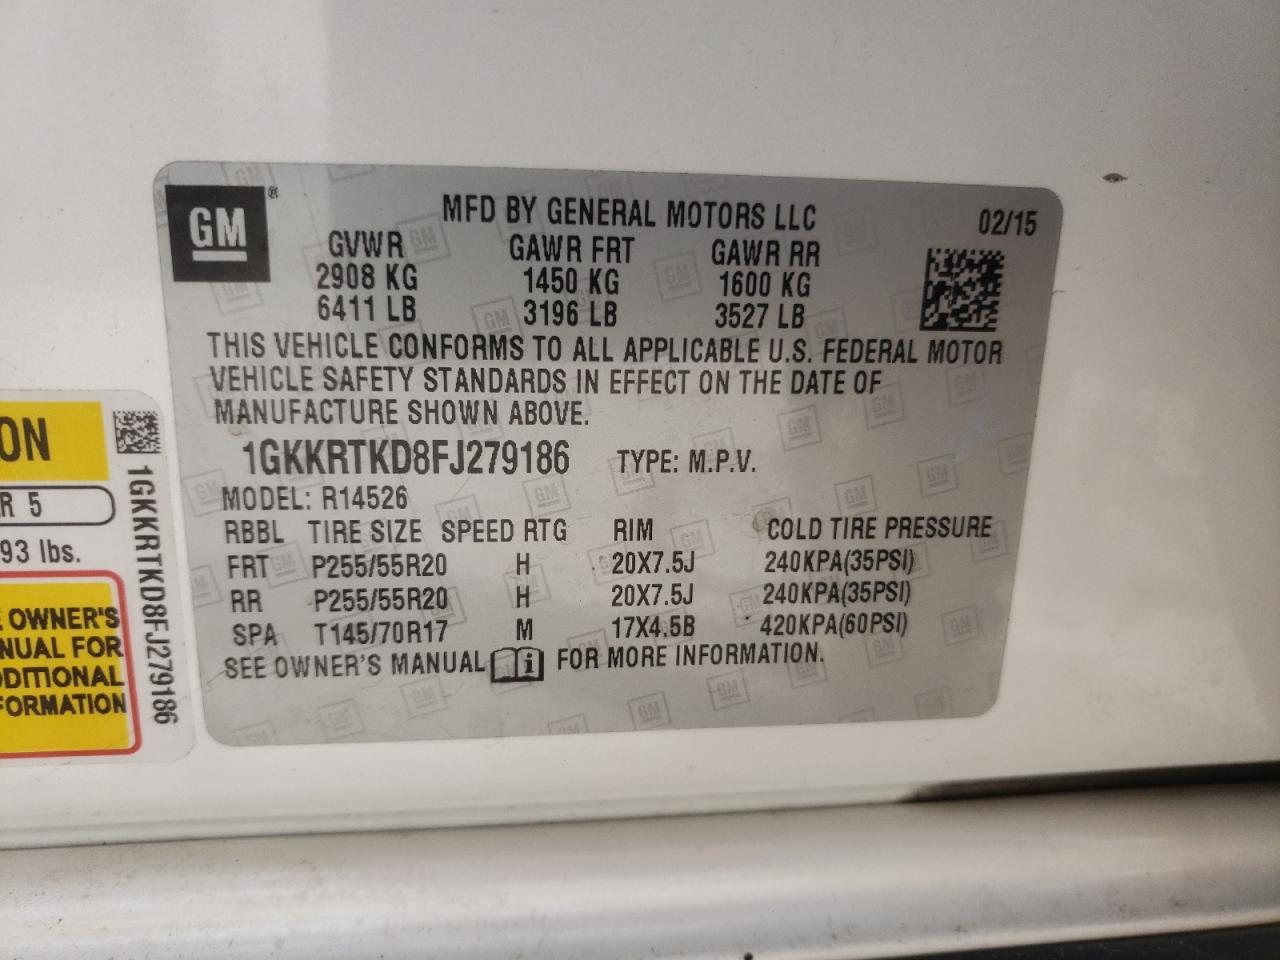 GM ®
MFD BY GENERAL MOTORS LLC 02/15
GVWR GAWR FRT GAWR RR
2908 KG 1450 KG 1600 KG
6411 LB 3196 LB 3527 LB
THIS VEHICLE CONFORMS TO ALL APPLICABLE U.S. FEDERAL MOTOR
VEHICLE SAFETY STANDARDS IN EFFECT ON THE DATE OF
MANUFACTURE SHOWN ABOVE.
1GKKRTKD8FJ279186 TYPE: M.P.V.
MODEL: R14526
RBBL TIRE SIZE SPEED RTG RIM COLD TIRE PRESSURE
FRT P255/55R20 H 20X7.5J 240KPA(35PSI)
RR P255/55R20 H 20X7.5J 240KPA(35PSI)
SPA T145/70R17 M 17X4.5B 420KPA(60PSI)
SEE OWNER'S MANUAL i FOR MORE INFORMATION.
ON
R 5
93 lbs.
OWNER'S
NUAL FOR
DDITIONAL
FORMATION
1GKKRTKD8FJ279186